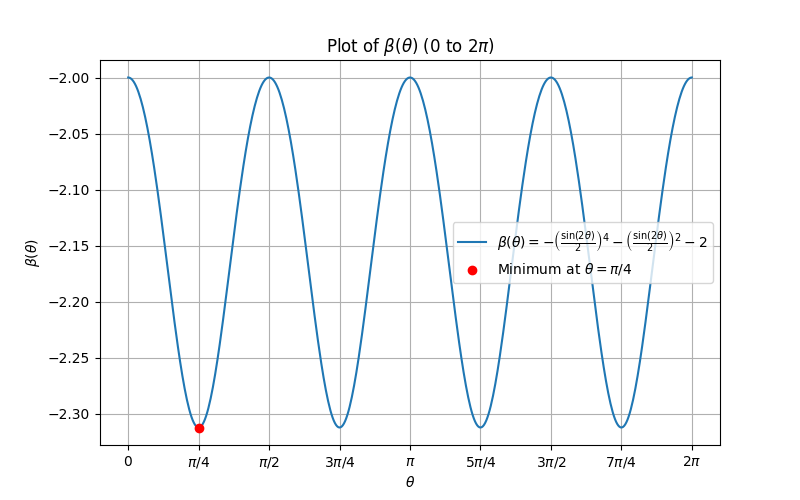 Plot of β(θ) (0 to 2π)
β(θ)
−2.00
−2.05
−2.10
−2.15
−2.20
−2.25
−2.30
β(θ) = −(sin(2θ)/2)⁴ − (sin(2θ)/2)² − 2
Minimum at θ = π/4
0
π/4
π/2
3π/4
π
5π/4
3π/2
7π/4
2π
θ